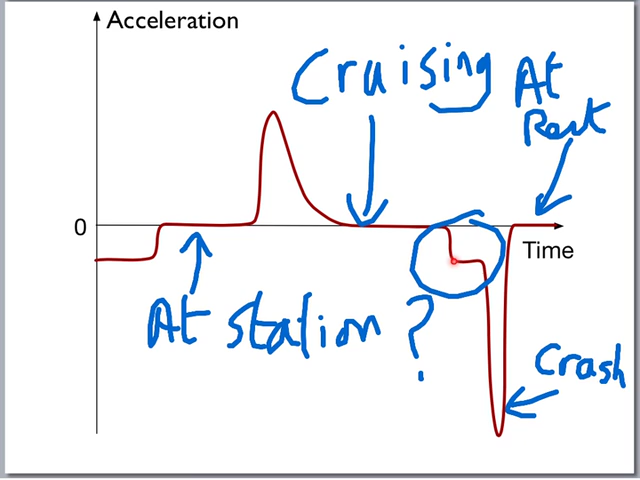 Acceleration
Cruising
At
Rest
0
Time
At station ?
Crash